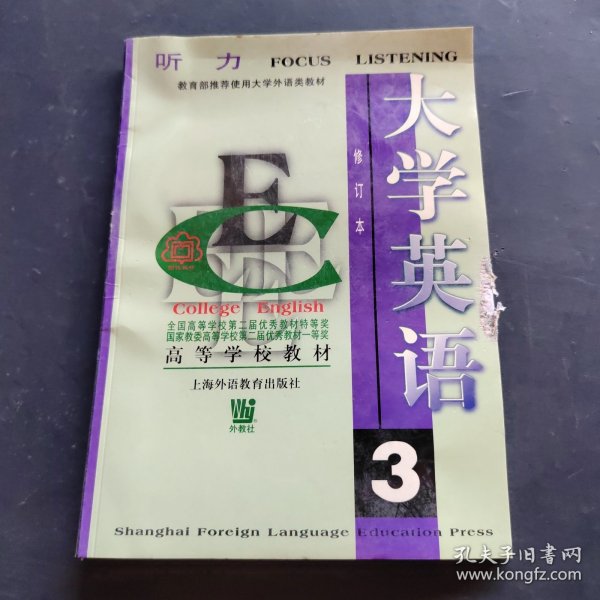 听力 FOCUS LISTENING
教育部推荐使用大学外语类教材
大学英语
修订本
CE
College English
全国高等学校第二届优秀教材特等奖
国家教委高等学校第二届优秀教材一等奖
高等学校教材
上海外语教育出版社
Why
外教社
3
Shanghai Foreign Language Education Press
孔夫子旧书网
www.kongfz.com